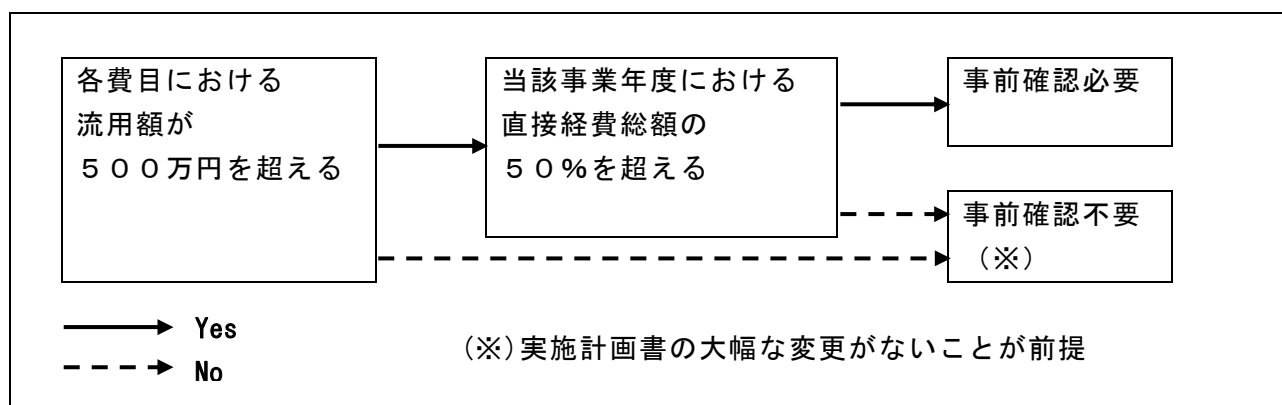 各費目における
流用額が
５００万円を超える
当該事業年度における
直接経費総額の
５０％を超える
事前確認必要
事前確認不要
（※）
Yes
No
（※）実施計画書の大幅な変更がないことが前提